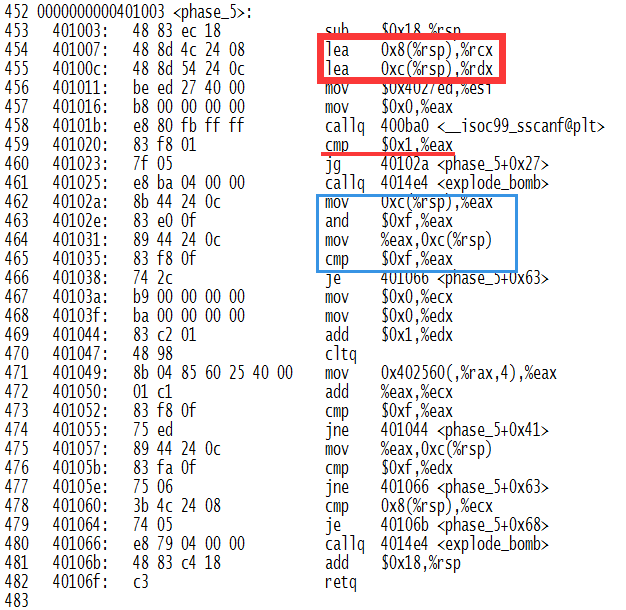 452 0000000000401003 <phase_5>:
453 401003: 48 83 ec 18 sub $0x18,%rsp
454 401007: 48 8d 4c 24 08 lea 0x8(%rsp),%rcx
455 40100c: 48 8d 54 24 0c lea 0xc(%rsp),%rdx
456 401011: be ed 27 40 00 mov $0x4027ed,%esi
457 401016: b8 00 00 00 00 mov $0x0,%eax
458 40101b: e8 80 fb ff ff callq 400ba0 <__isoc99_sscanf@plt>
459 401020: 83 f8 01 cmp $0x1,%eax
460 401023: 7f 05 jg 40102a <phase_5+0x27>
461 401025: e8 ba 04 00 00 callq 4014e4 <explode_bomb>
462 40102a: 8b 44 24 0c mov 0xc(%rsp),%eax
463 40102e: 83 e0 0f and $0xf,%eax
464 401031: 89 44 24 0c mov %eax,0xc(%rsp)
465 401035: 83 f8 0f cmp $0xf,%eax
466 401038: 74 2c je 401066 <phase_5+0x63>
467 40103a: b9 00 00 00 00 mov $0x0,%ecx
468 40103f: ba 00 00 00 00 mov $0x0,%edx
469 401044: 83 c2 01 add $0x1,%edx
470 401047: 48 98 cltq
471 401049: 8b 04 85 60 25 40 00 mov 0x402560(,%rax,4),%eax
472 401050: 01 c1 add %eax,%ecx
473 401052: 83 f8 0f cmp $0xf,%eax
474 401055: 75 ed jne 401044 <phase_5+0x41>
475 401057: 89 44 24 0c mov %eax,0xc(%rsp)
476 40105b: 83 fa 0f cmp $0xf,%edx
477 40105e: 75 06 jne 401066 <phase_5+0x63>
478 401060: 3b 4c 24 08 cmp 0x8(%rsp),%ecx
479 401064: 74 05 je 40106b <phase_5+0x68>
480 401066: e8 79 04 00 00 callq 4014e4 <explode_bomb>
481 40106b: 48 83 c4 18 add $0x18,%rsp
482 40106f: c3 retq
483